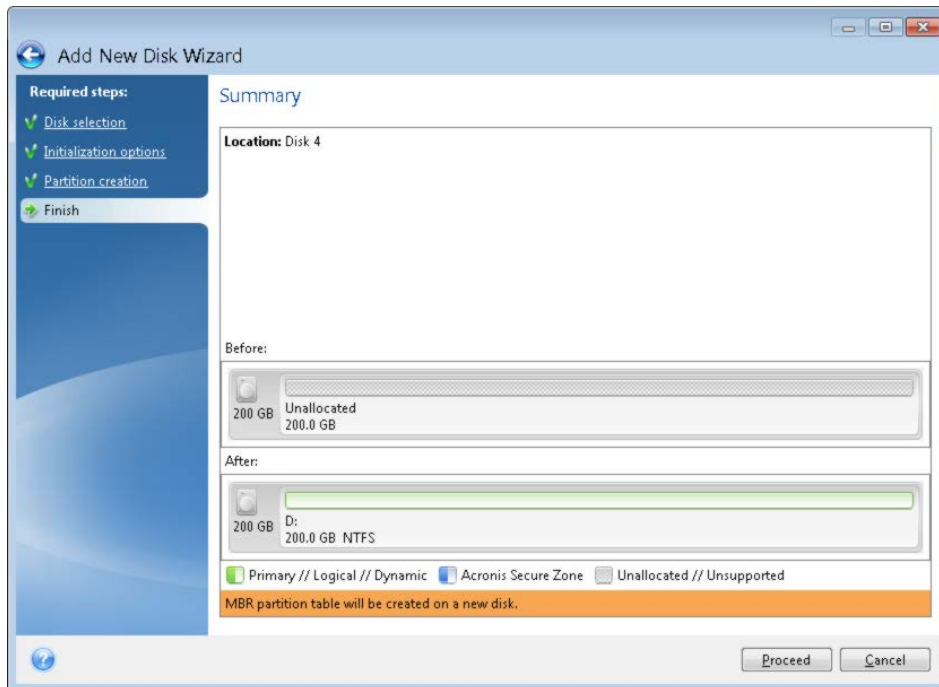 Add New Disk Wizard
Required steps:
Disk selection
Initialization options
Partition creation
Finish
Summary
Location: Disk 4
Before:
200 GB
Unallocated
200.0 GB
After:
200 GB
D:
200.0 GB NTFS
Primary // Logical // Dynamic Acronis Secure Zone Unallocated // Unsupported
MBR partition table will be created on a new disk.
Proceed Cancel